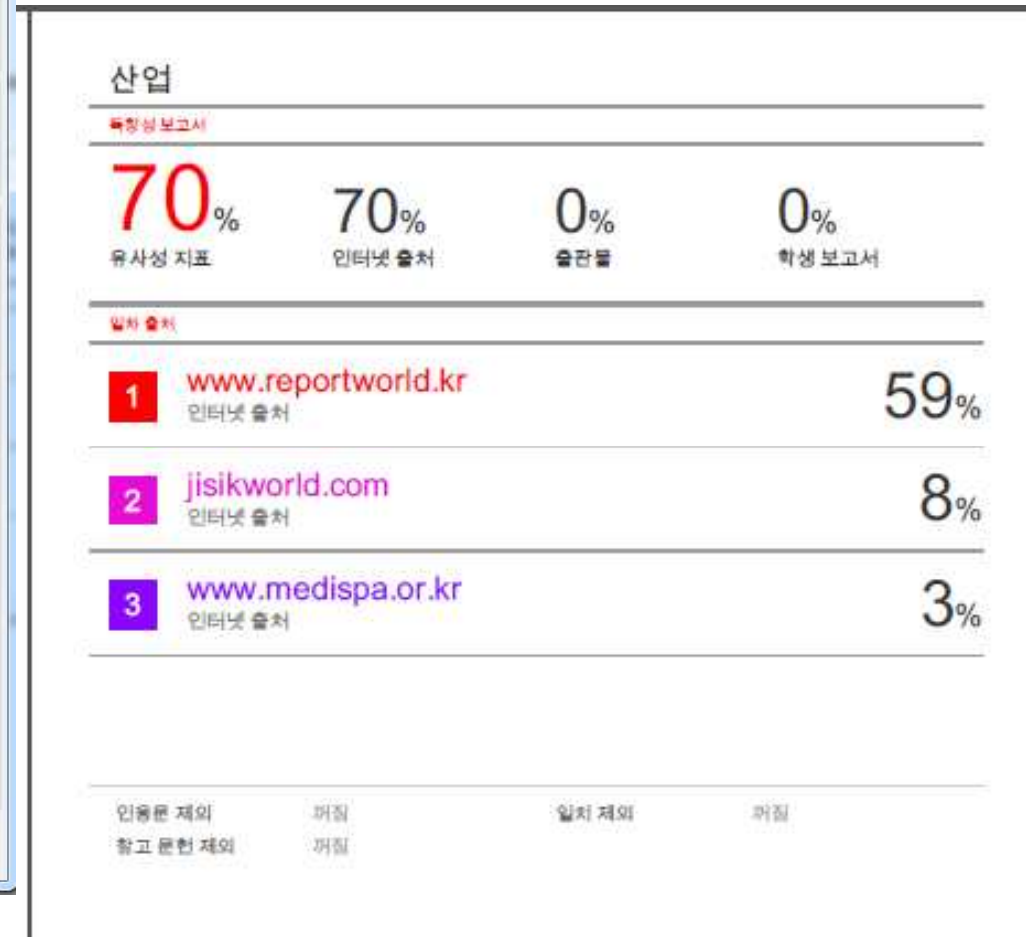 산업
독창성 보고서
70%
70%
0%
0%
유사성 지표
인터넷 출처
출판물
학생 보고서
일차 출처
1
www.reportworld.kr
인터넷 출처
59%
2
jisikworld.com
인터넷 출처
8%
3
www.medispa.or.kr
인터넷 출처
3%
인용문 제외
꺼짐
일치 제외
꺼짐
참고 문헌 제외
꺼짐